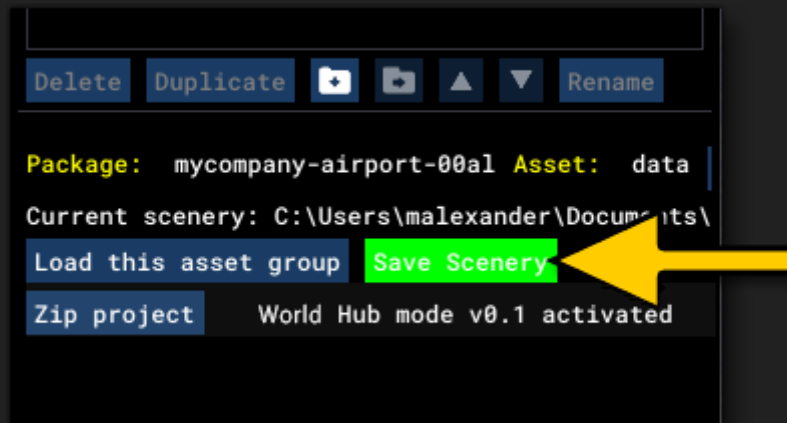 Delete Duplicate Rename
Package: mycompany-airport-00al Asset: data
Current scenery: C:\Users\malexander\Documents\
Load this asset group Save Scenery
Zip project World Hub mode v0.1 activated